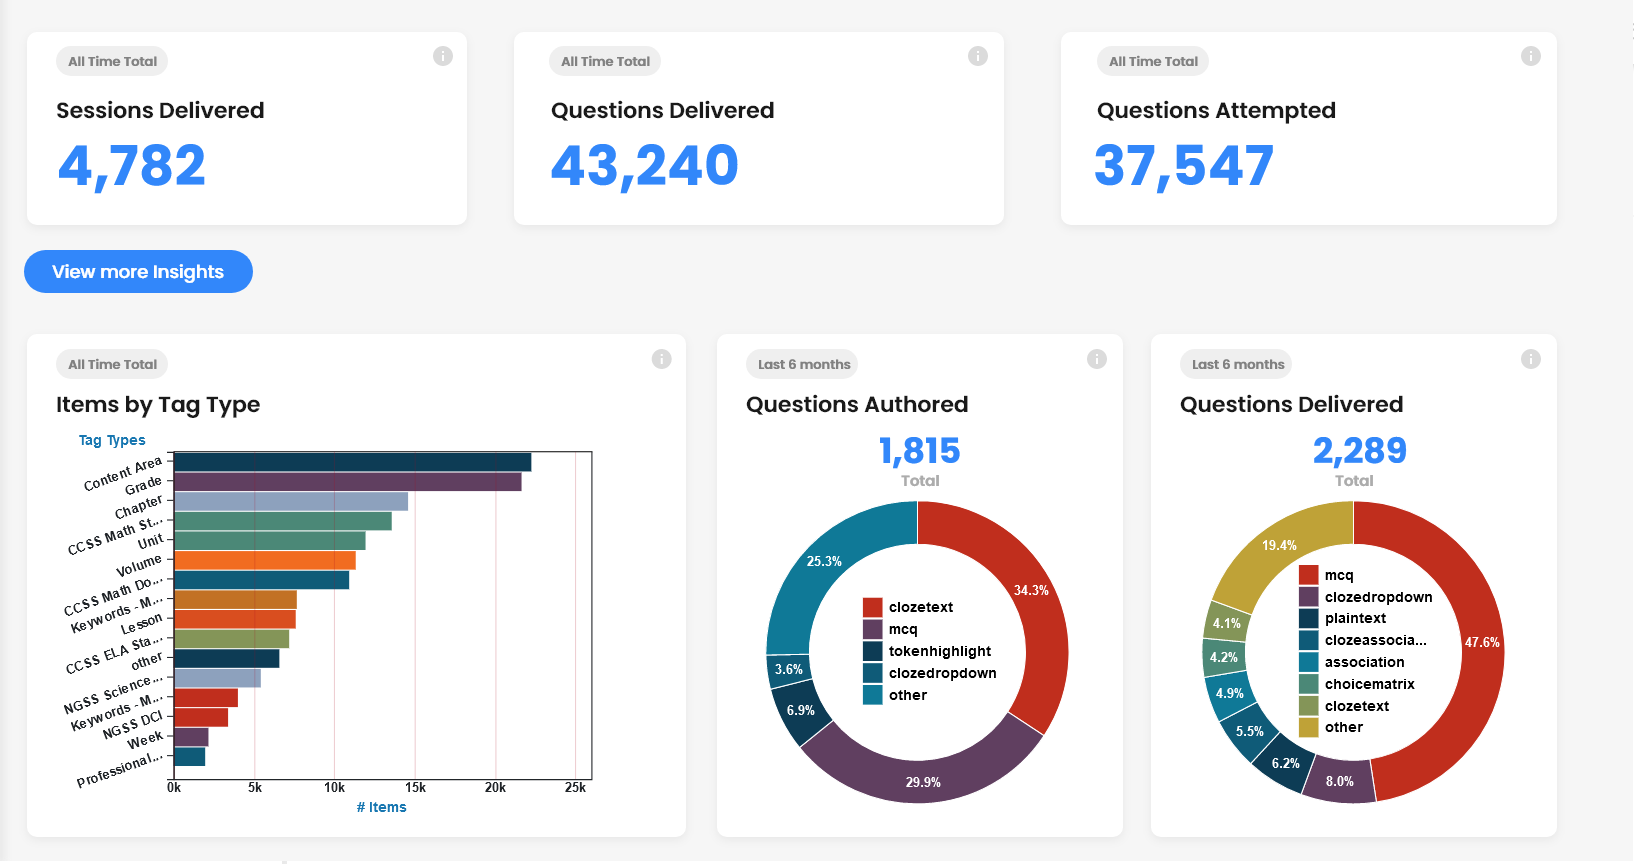 All Time Total
Sessions Delivered
4,782
All Time Total
Questions Delivered
43,240
All Time Total
Questions Attempted
37,547
View more Insights
All Time Total
Items by Tag Type
Tag Types
Content Area
Grade
Chapter
CCSS Math St...
Unit
Volume
CCSS Math Do...
Keywords - M...
Lesson
CCSS ELA Sta...
other
NGSS Science...
Keywords - M...
NGSS DCI
Week
Professional...
0k 5k 10k 15k 20k 25k
# Items
Last 6 months
Questions Authored
1,815
Total
25.3%
34.3%
3.6%
6.9%
29.9%
clozetext
mcq
tokenhighlight
clozedropdown
other
Last 6 months
Questions Delivered
2,289
Total
19.4%
4.1%
47.6%
4.2%
4.9%
5.5%
6.2%
8.0%
mcq
clozedropdown
plaintext
clozeassocia...
association
choicematrix
clozetext
other